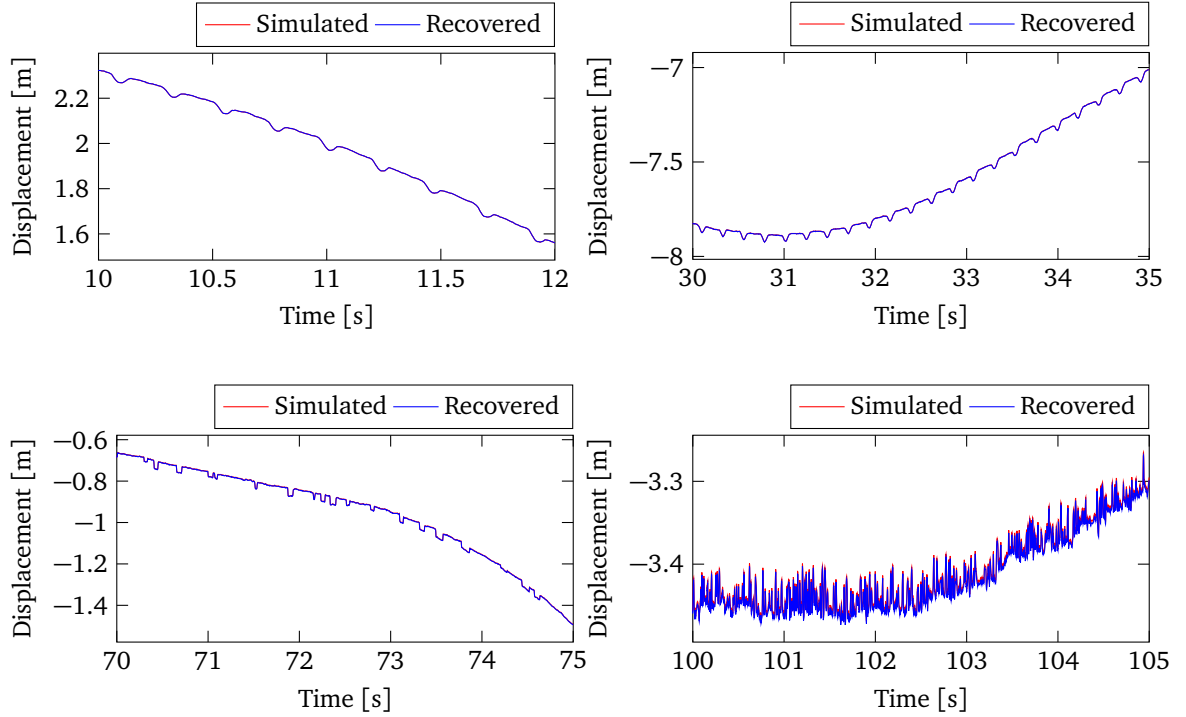 Simulated Recovered
Displacement [m]
2.2
2
1.8
1.6
10 10.5 11 11.5 12
Time [s]
Simulated Recovered
Displacement [m]
−7
−7.5
−8
30 31 32 33 34 35
Time [s]
Simulated Recovered
Displacement [m]
−0.6
−0.8
−1
−1.2
−1.4
70 71 72 73 74 75
Time [s]
Simulated Recovered
Displacement [m]
−3.3
−3.4
100 101 102 103 104 105
Time [s]